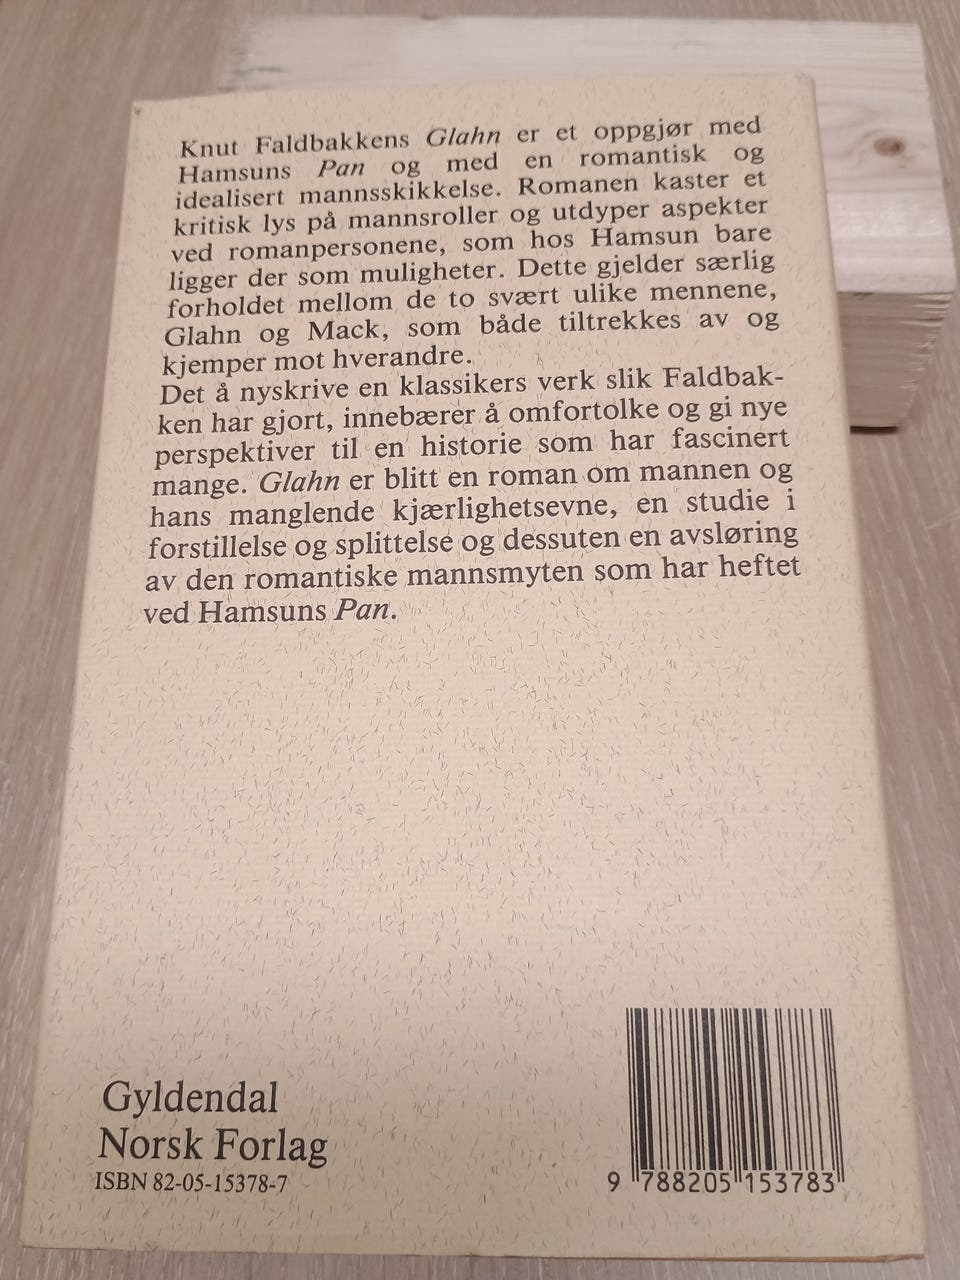 Knut Faldbakkens Glahn er et oppgjør med
Hamsuns Pan og med en romantisk og
idealisert mannsskikkelse. Romanen kaster et
kritisk lys på mannsroller og utdyper aspekter
ved romanpersonene, som hos Hamsun bare
ligger der som muligheter. Dette gjelder særlig
forholdet mellom de to svært ulike mennene,
Glahn og Mack, som både tiltrekkes av og
kjemper mot hverandre.
Det å nyskrive en klassikers verk slik Faldbak-
ken har gjort, innebærer å omfortolke og gi nye
perspektiver til en historie som har fascinert
mange. Glahn er blitt en roman om mannen og
hans manglende kjærlighetsevne, en studie i
forstillelse og splittelse og dessuten en avsløring
av den romantiske mannsmyten som har heftet
ved Hamsuns Pan.
Gyldendal
Norsk Forlag
ISBN 82-05-15378-7
9 788205 153783